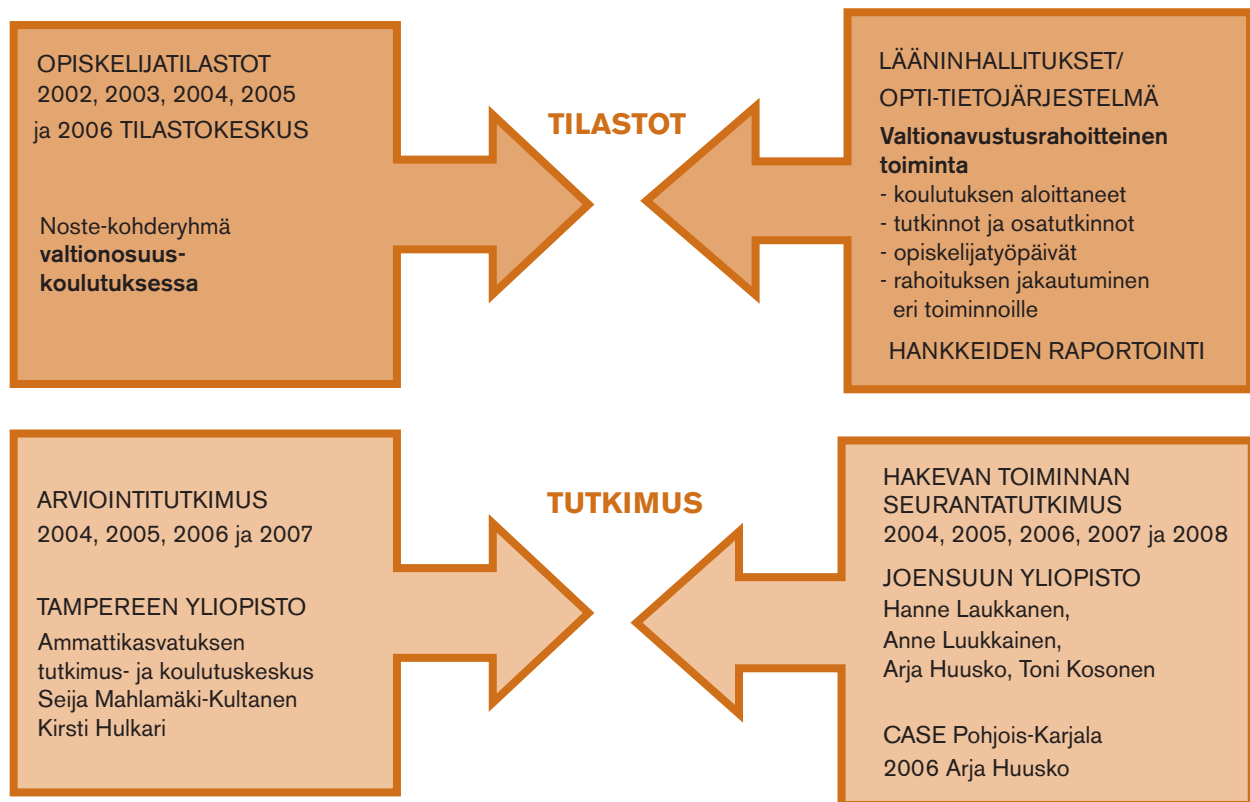 OPISKELIJATILASTOT
2002, 2003, 2004, 2005
ja 2006 TILASTOKESKUS
Noste-kohderyhmä
valtionosuus-
koulutuksessa
TILASTOT
LÄÄNINHALLITUKSET/
OPTI-TIETOJÄRJESTELMÄ
Valtionavustusrahoitteinen
toiminta
- koulutuksen aloittaneet
- tutkinnot ja osatutkinnot
- opiskelijatyöpäivät
- rahoituksen jakautuminen
eri toiminnoille
HANKKEIDEN RAPORTOINTI
ARVIOINTITUTKIMUS
2004, 2005, 2006 ja 2007
TAMPEREEN YLIOPISTO
Ammattikasvatuksen
tutkimus- ja koulutuskeskus
Seija Mahlamäki-Kultanen
Kirsti Hulkari
TUTKIMUS
HAKEVAN TOIMINNAN
SEURANTATUTKIMUS
2004, 2005, 2006, 2007 ja 2008
JOENSUUN YLIOPISTO
Hanne Laukkanen,
Anne Luukkainen,
Arja Huusko, Toni Kosonen
CASE Pohjois-Karjala
2006 Arja Huusko